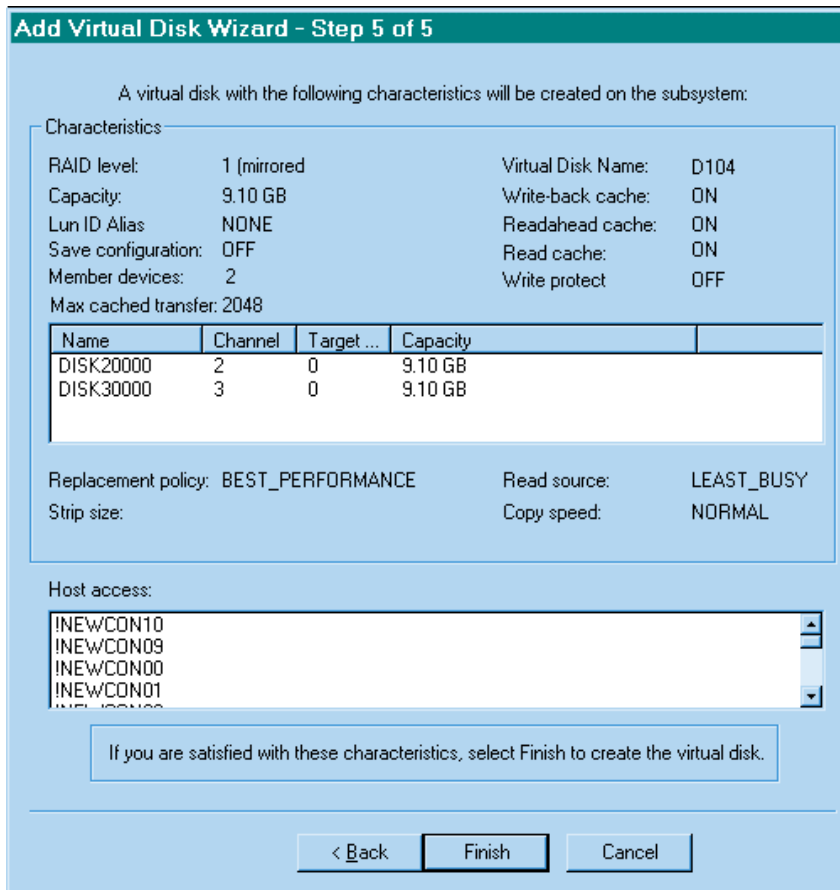 Add Virtual Disk Wizard - Step 5 of 5
A virtual disk with the following characteristics will be created on the subsystem:
Characteristics
RAID level: 1 (mirrored Virtual Disk Name: D104
Capacity: 9.10 GB Write-back cache: ON
Lun ID Alias NONE Readahead cache: ON
Save configuration: OFF Read cache: ON
Member devices: 2 Write protect OFF
Max cached transfer: 2048
Name Channel Target ... Capacity
DISK20000 2 0 9.10 GB
DISK30000 3 0 9.10 GB
Replacement policy: BEST_PERFORMANCE Read source: LEAST_BUSY
Strip size: Copy speed: NORMAL
Host access:
!NEWCON10
!NEWCON09
!NEWCON00
!NEWCON01
If you are satisfied with these characteristics, select Finish to create the virtual disk.
< Back Finish Cancel